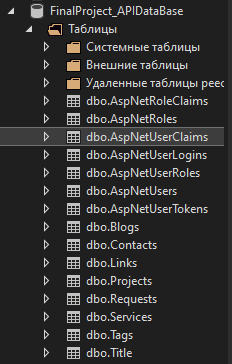 FinalProject_APIDataBase
Таблицы
Системные таблицы
Внешние таблицы
Удаленные таблицы реес
dbo.AspNetRoleClaims
dbo.AspNetRoles
dbo.AspNetUserClaims
dbo.AspNetUserLogins
dbo.AspNetUserRoles
dbo.AspNetUsers
dbo.AspNetUserTokens
dbo.Blogs
dbo.Contacts
dbo.Links
dbo.Projects
dbo.Requests
dbo.Services
dbo.Tags
dbo.Title